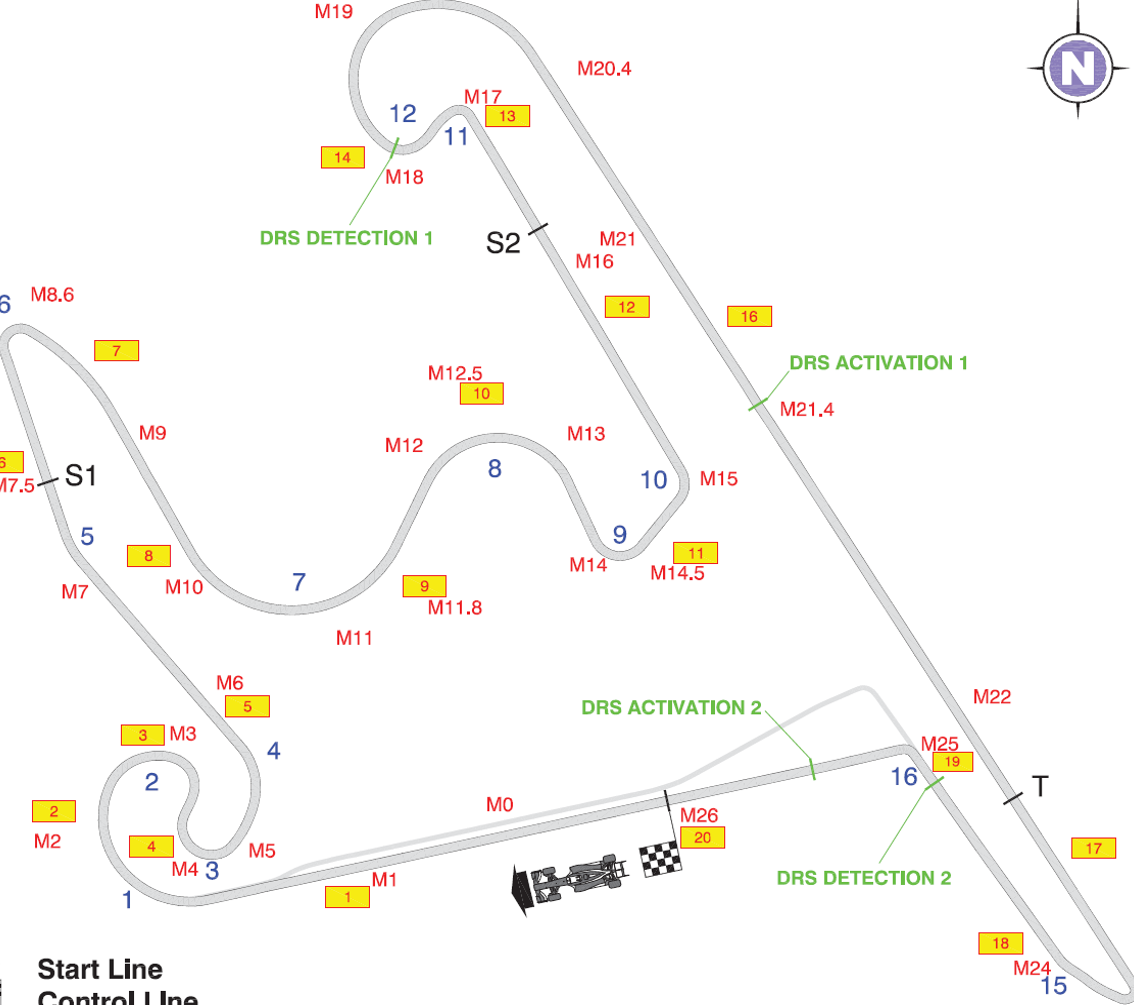 M19
N
M20.4
M17
13
12
11
14
M18
DRS DETECTION 1
S2
M21
M16
6
M8.6
12
16
7
DRS ACTIVATION 1
M12.5
10
M21.4
M9
M12
M13
8
6
M7.5
S1
10
M15
5
9
8
11
M14
M14.5
M7
M10
7
9
M11.8
M11
M6
5
M22
DRS ACTIVATION 2
3
M3
4
M25
19
2
16
T
M0
2
M26
20
M2
4
M5
17
M4
3
M1
DRS DETECTION 2
1
1
18
M24
15
Start Line
Control LIne